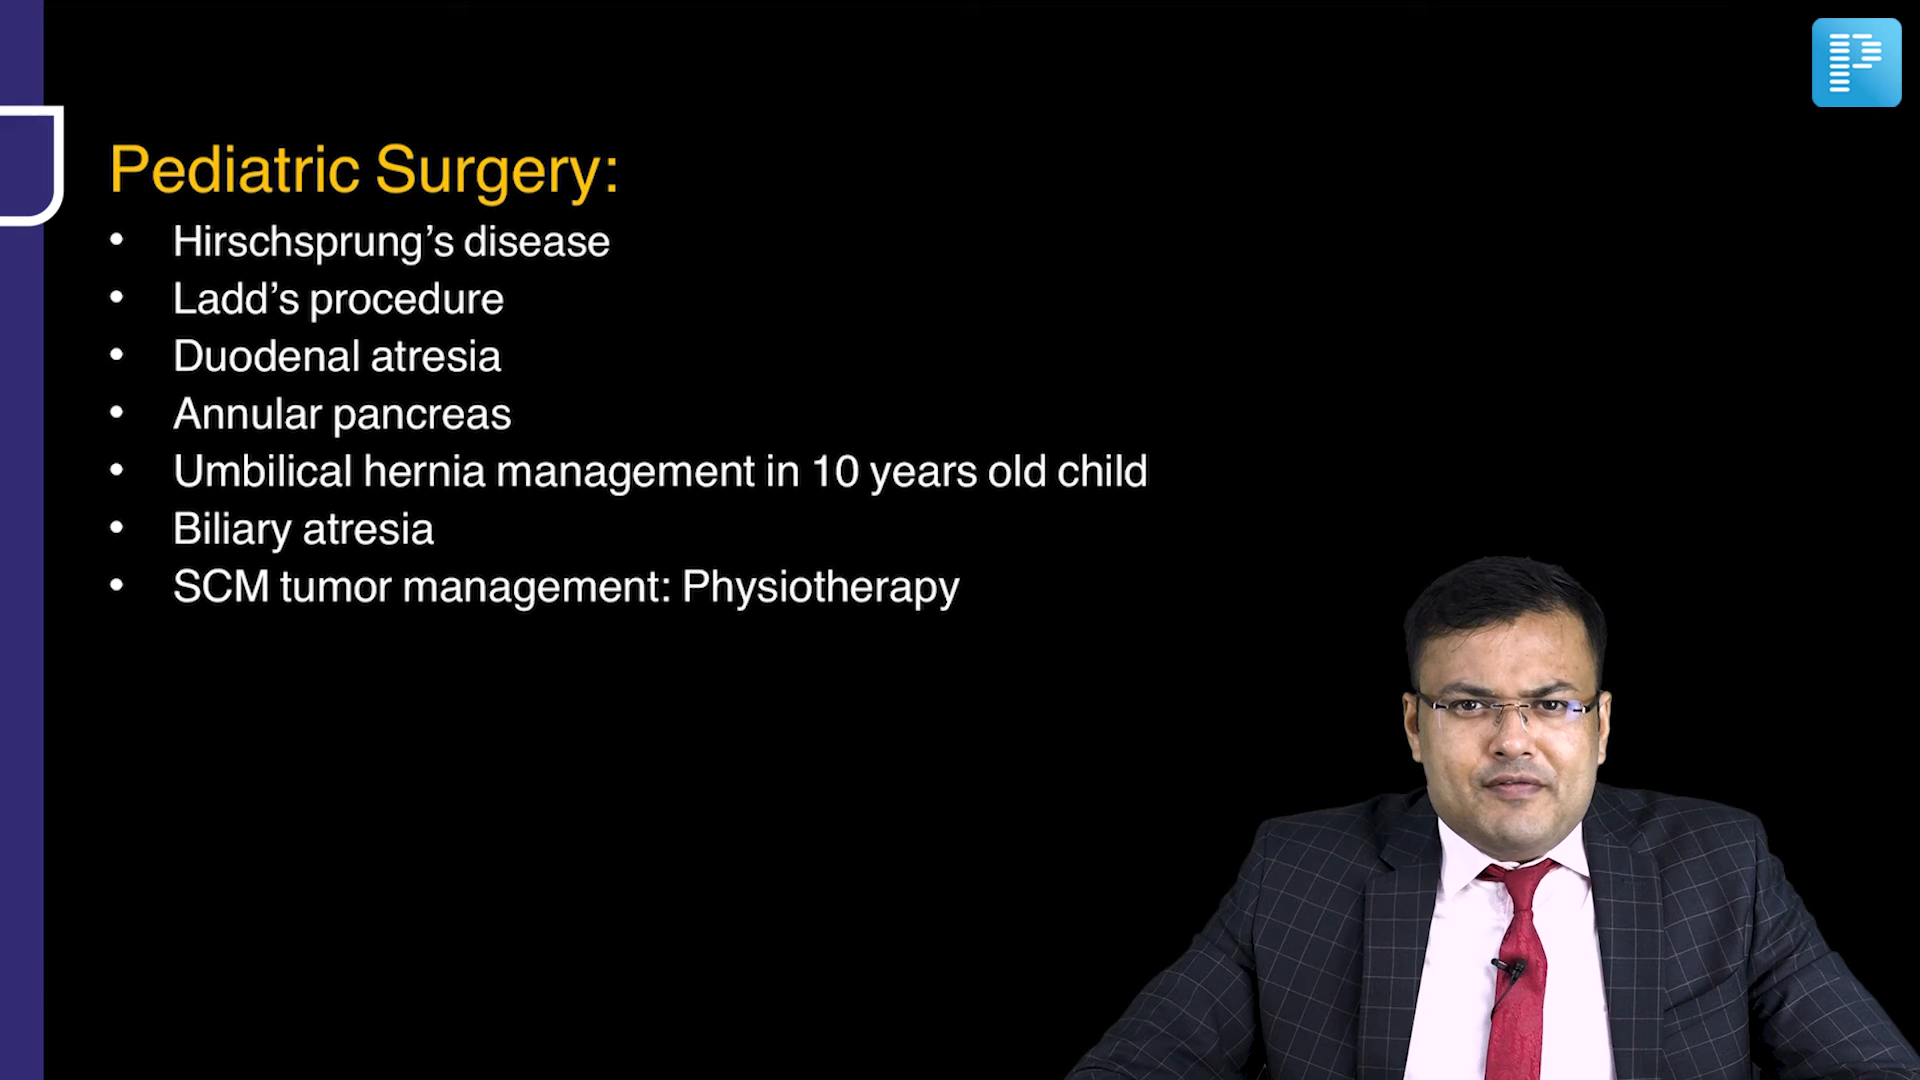 Pediatric Surgery:
• Hirschsprung’s disease
• Ladd’s procedure
• Duodenal atresia
• Annular pancreas
• Umbilical hernia management in 10 years old child
• Biliary atresia
• SCM tumor management: Physiotherapy